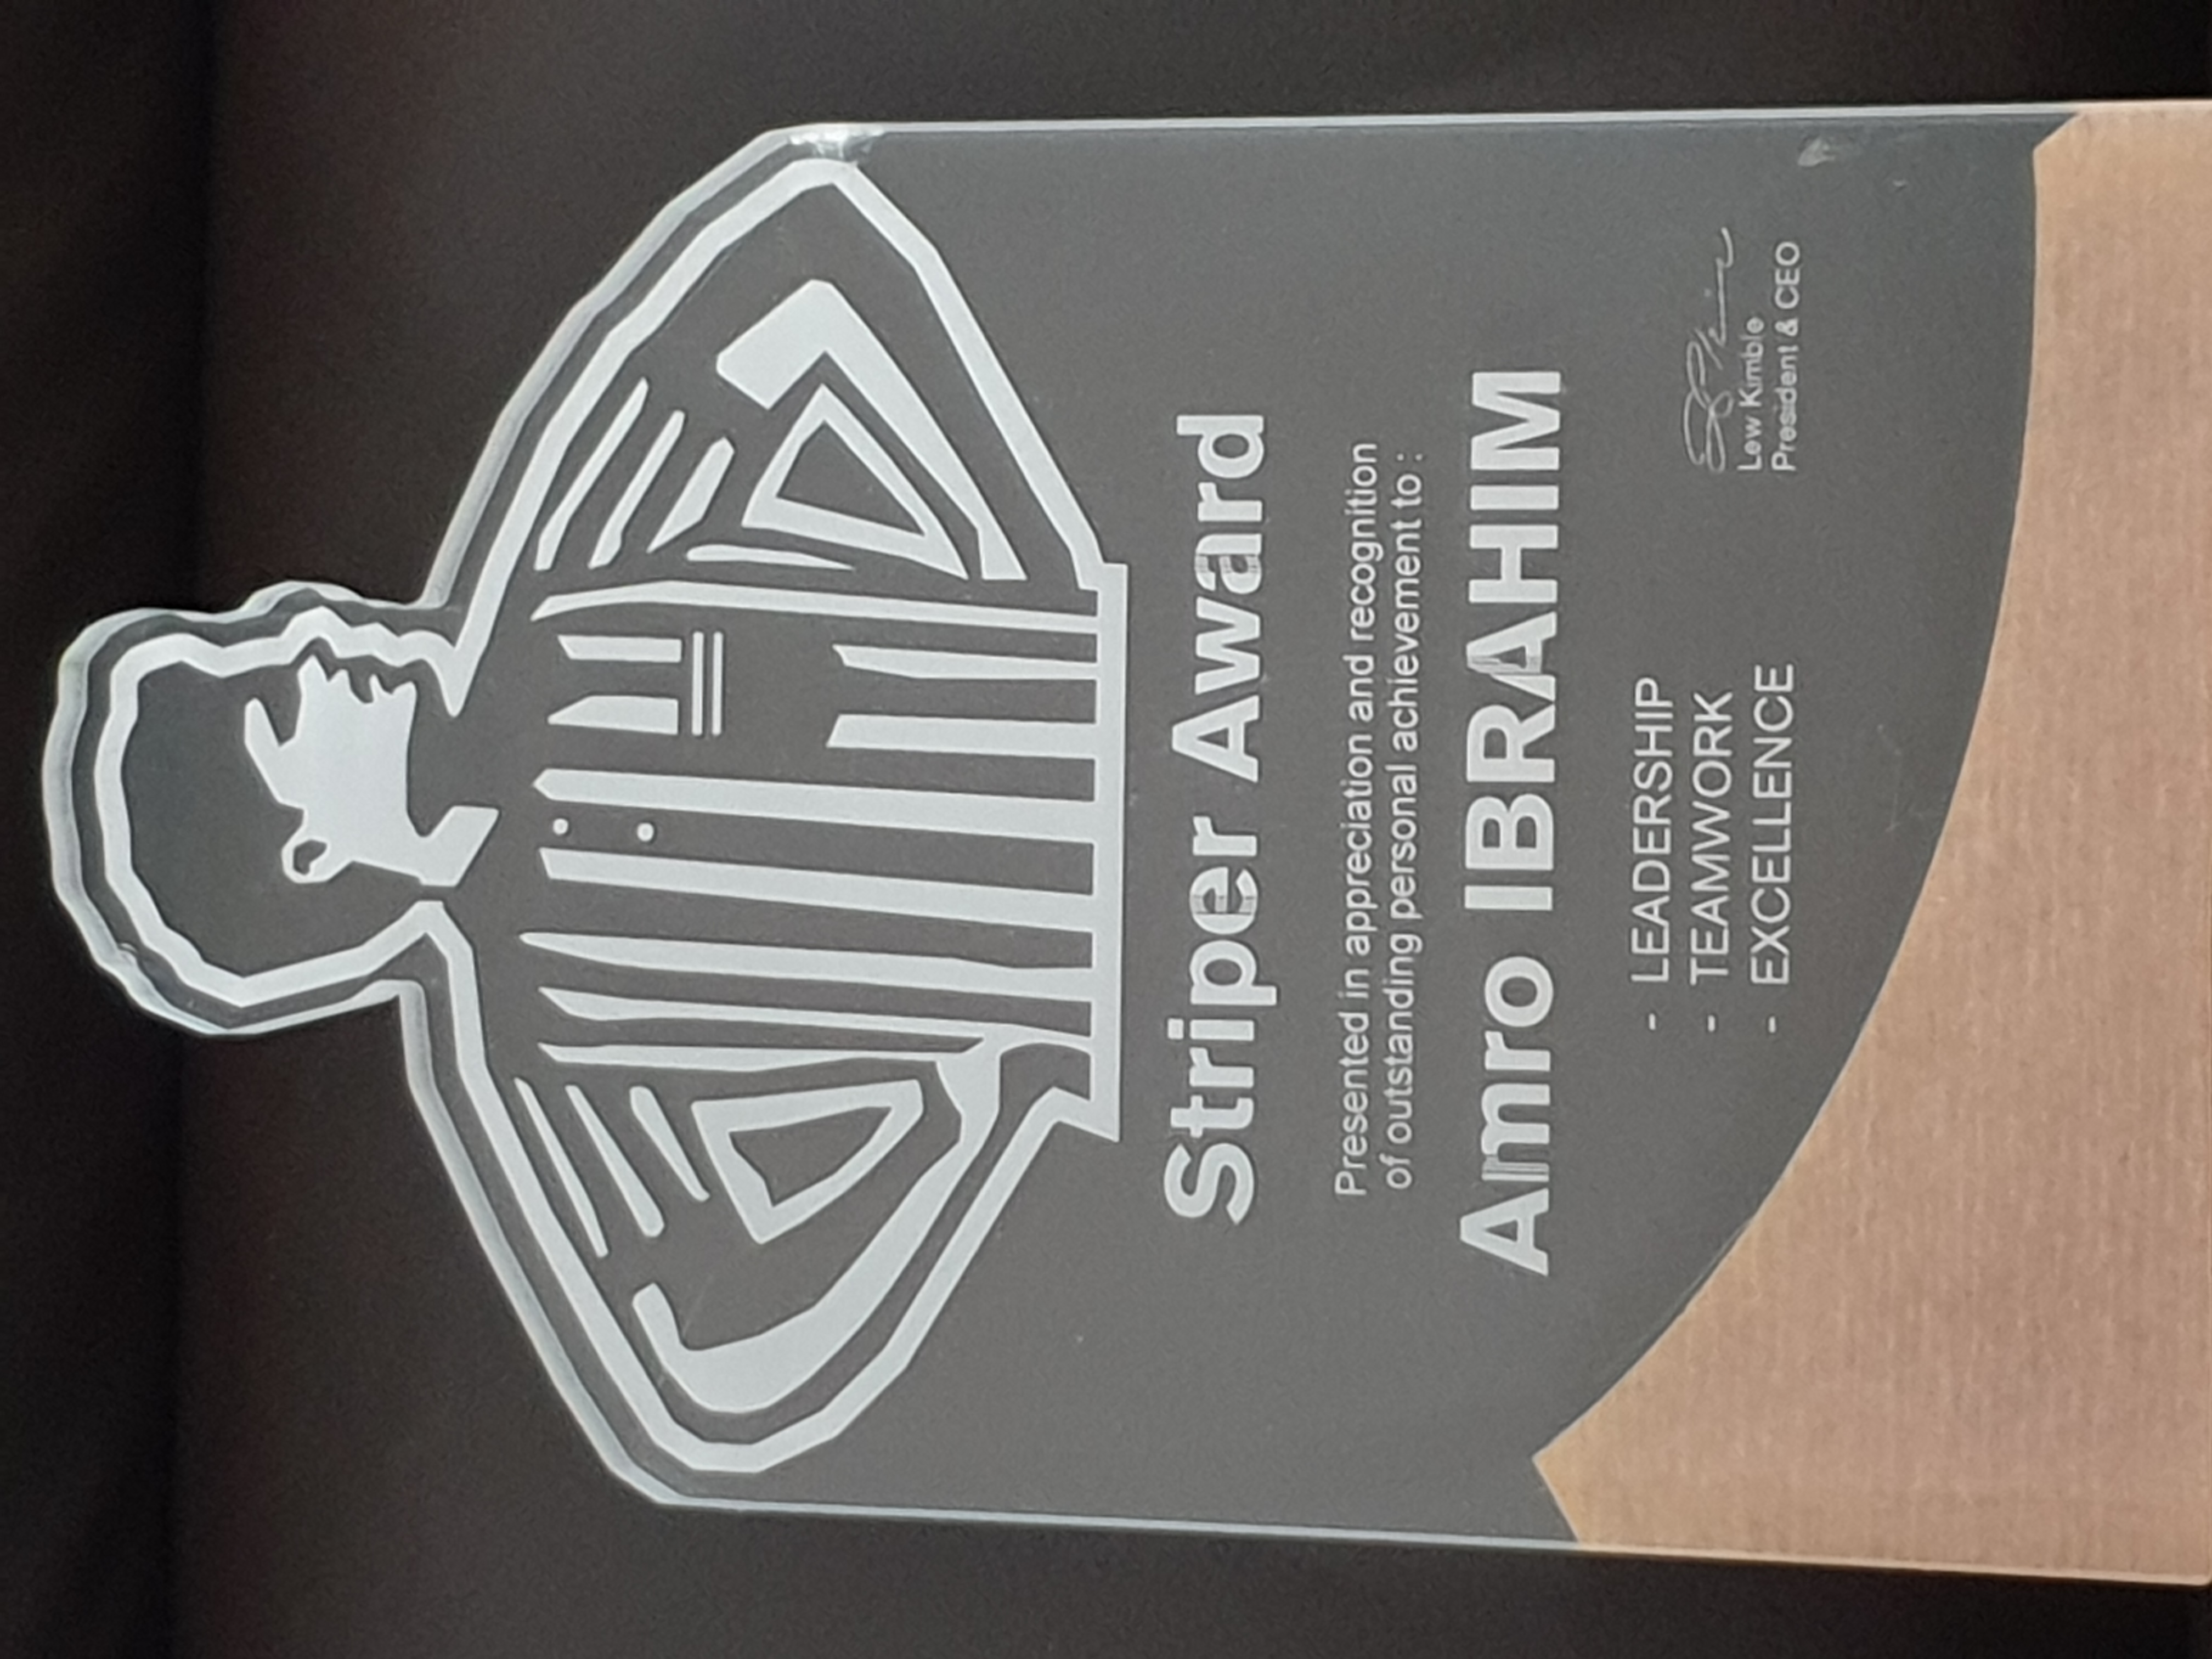 Striper Award
Presented in appreciation and recognition
of outstanding personal achievement to :
Amro IBRAHIM
- LEADERSHIP
- TEAMWORK
- EXCELLENCE
Lew Kimble
President & CEO